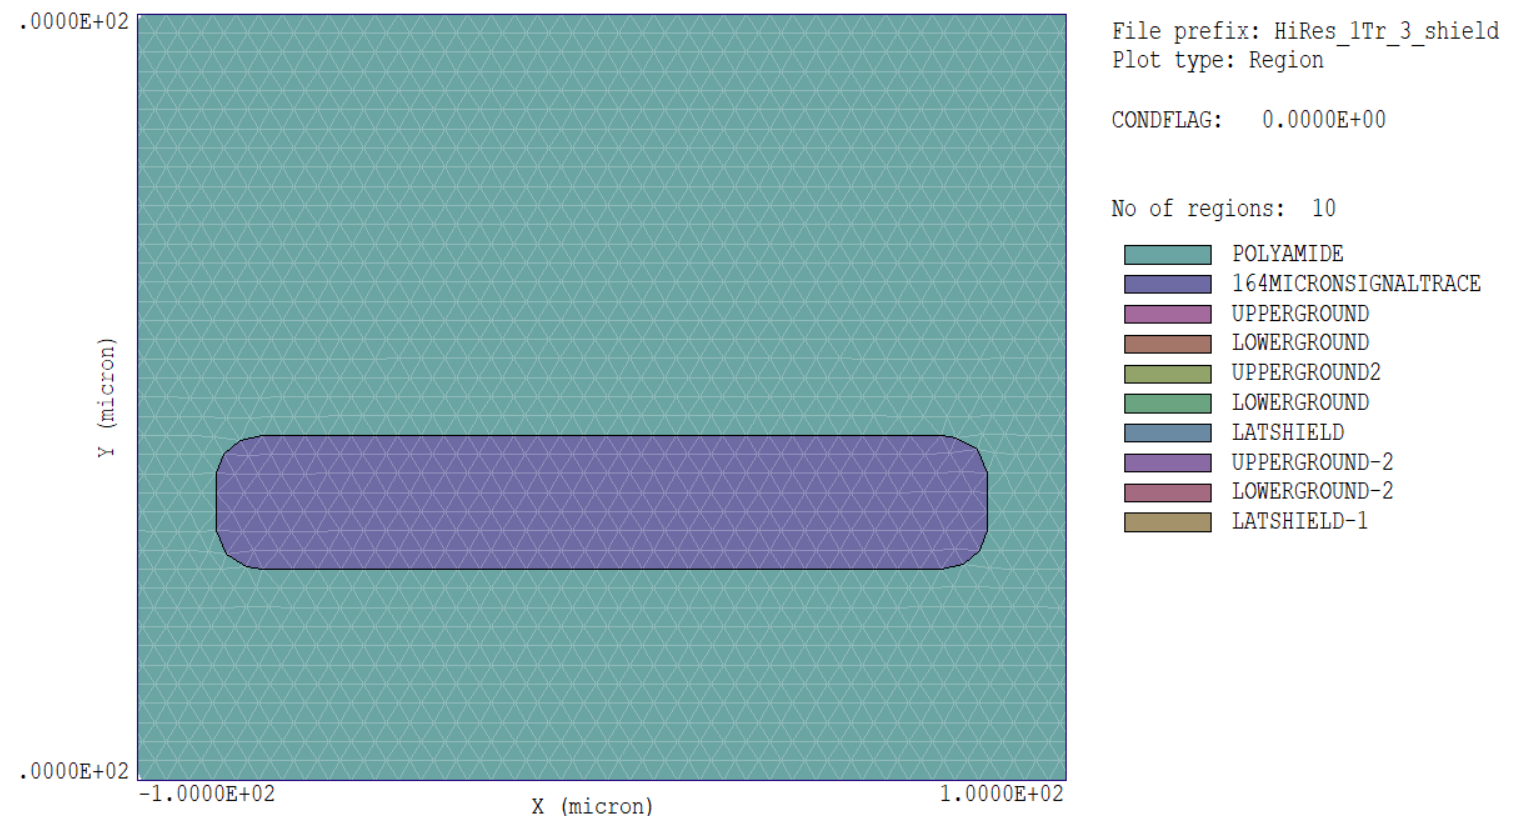 .0000E+02
File prefix: HiRes_1Tr_3_shield
Plot type: Region
CONDFLAG: 0.0000E+00
No of regions: 10
POLYAMIDE
164MICRONSIGNALTRACE
UPPERGROUND
LOWERGROUND
UPPERGROUND2
LOWERGROUND
LATSHIELD
UPPERGROUND-2
LOWERGROUND-2
LATSHIELD-1
Y (micron)
.0000E+02
-1.0000E+02
X (micron)
1.0000E+02